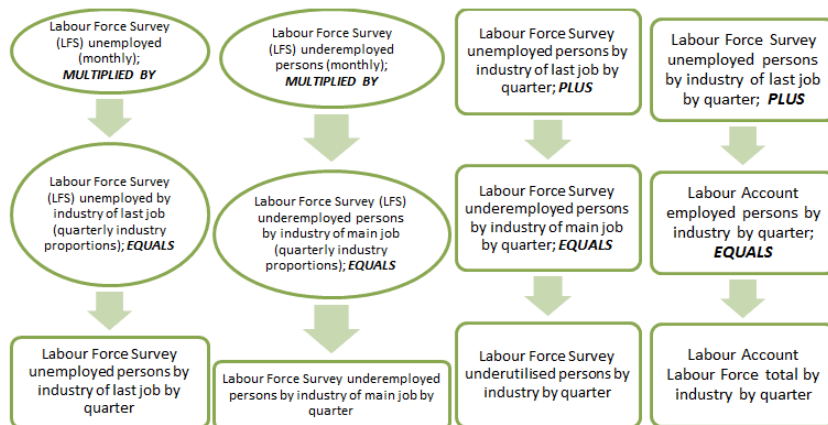 Labour Force Survey
(LFS) unemployed
(monthly);
MULTIPLIED BY
Labour Force Survey
(LFS) unemployed by
industry of last job
(quarterly industry
proportions); EQUALS
Labour Force Survey
unemployed persons by
industry of last job by
quarter
Labour Force Survey
(LFS) underemployed
persons (monthly);
MULTIPLIED BY
Labour Force Survey (LFS)
underemployed persons
by industry of main job
(quarterly industry
proportions); EQUALS
Labour Force Survey underemployed
persons by industry of main job by
quarter
Labour Force Survey
unemployed persons by
industry of last job by
quarter; PLUS
Labour Force Survey
underemployed persons
by industry of main job
by quarter; EQUALS
Labour Force Survey
underutilised persons by
industry by quarter
Labour Force Survey
unemployed persons
by industry of last job
by quarter; PLUS
Labour Account
employed persons by
industry by quarter;
EQUALS
Labour Account
Labour Force total by
industry by quarter